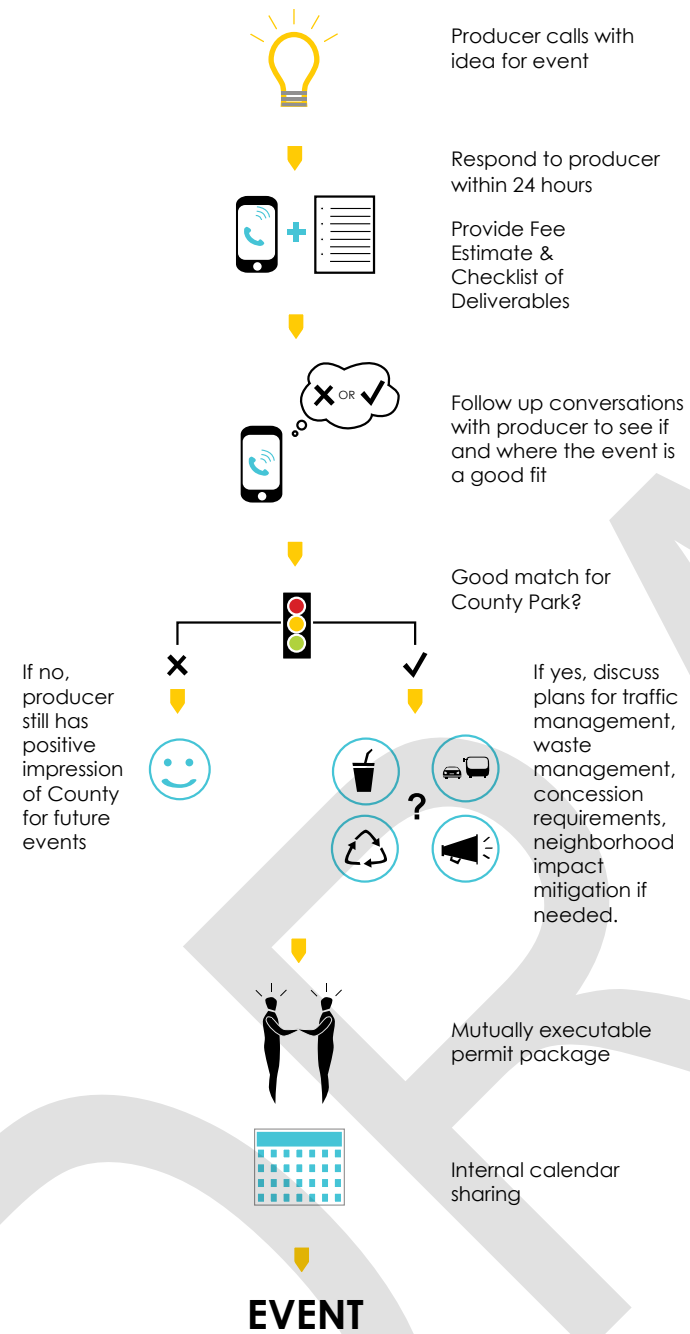 Producer calls with
idea for event
Respond to producer
within 24 hours
Provide Fee
Estimate &
Checklist of
Deliverables
OR
Follow up conversations
with producer to see if
and where the event is
a good fit
Good match for
County Park?
If no,
producer
still has
positive
impression
of County
for future
events
?
If yes, discuss
plans for traffic
management,
waste
management,
concession
requirements,
neighborhood
impact
mitigation if
needed.
Mutually executable
permit package
Internal calendar
sharing
EVENT